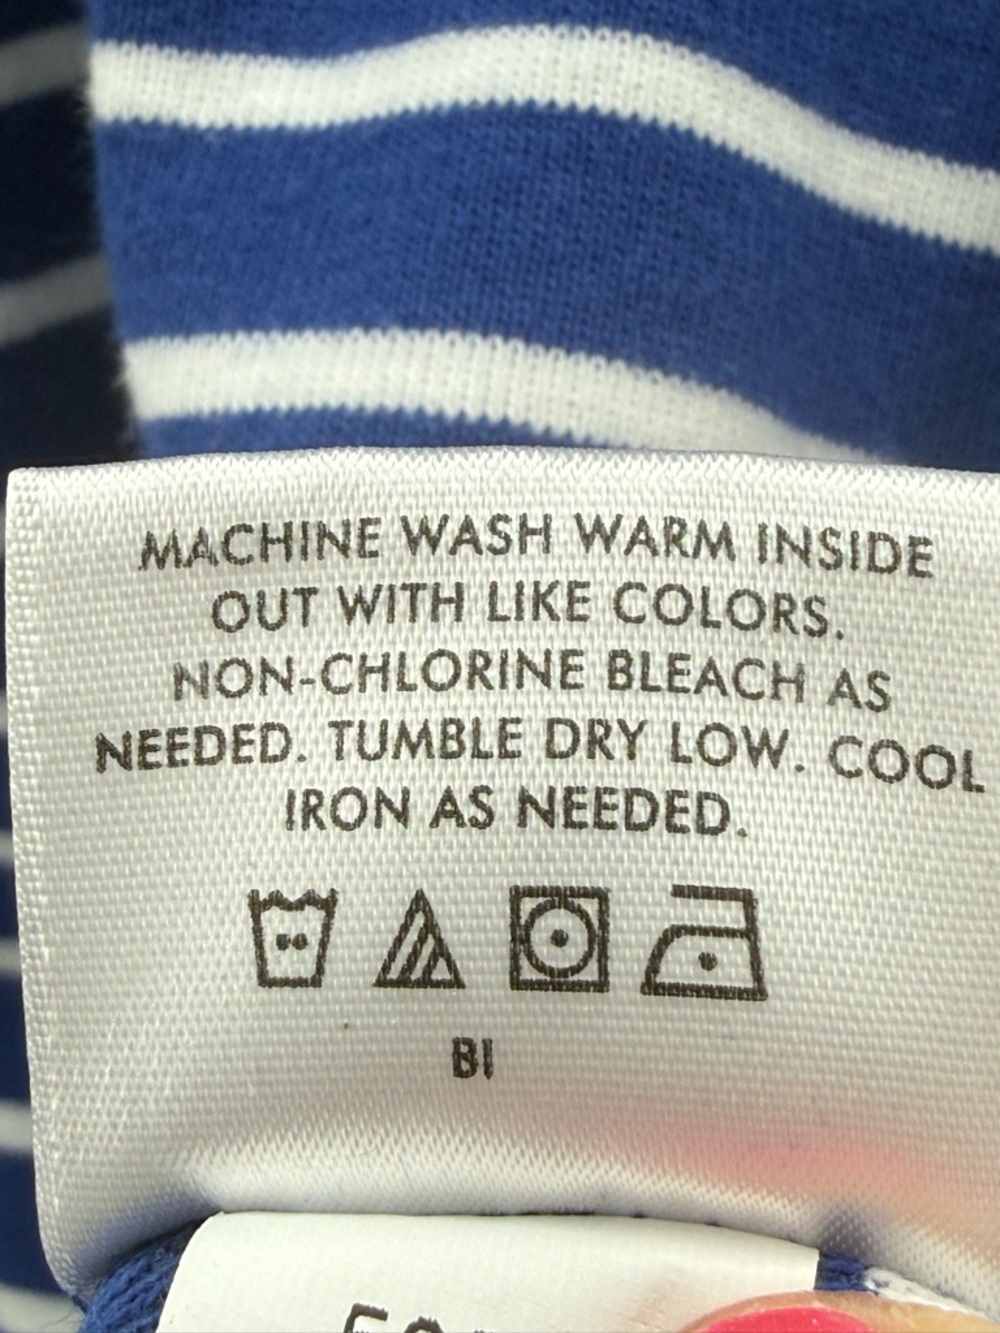 MACHINE WASH WARM INSIDE
OUT WITH LIKE COLORS.
NON-CHLORINE BLEACH AS
NEEDED. TUMBLE DRY LOW. COOL
IRON AS NEEDED.
BI